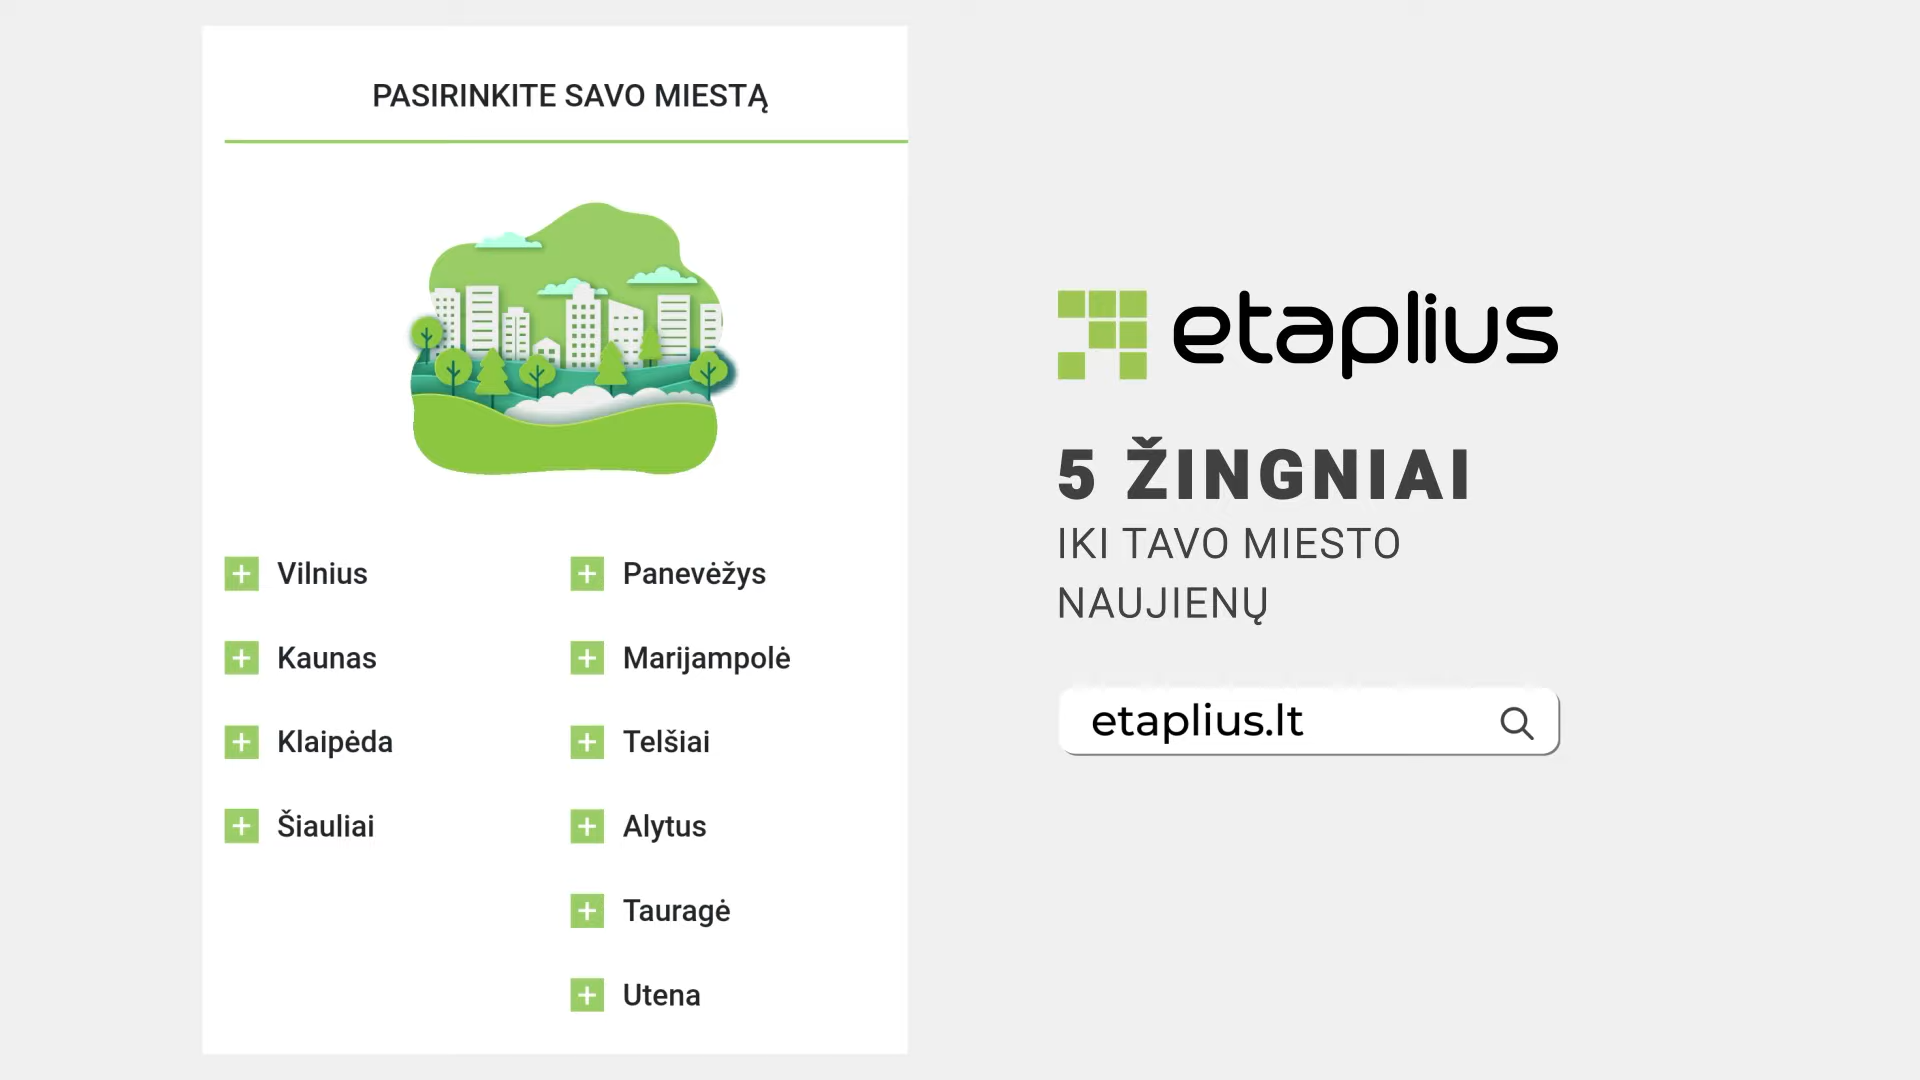 PASIRINKITE SAVO MIESTĄ
Vilnius
Kaunas
Klaipėda
Šiauliai
Panevėžys
Marijampolė
Telšiai
Alytus
Tauragė
Utena
etaplius
5 ŽINGNIAI
IKI TAVO MIESTO
NAUJIENŲ
etaplius.lt